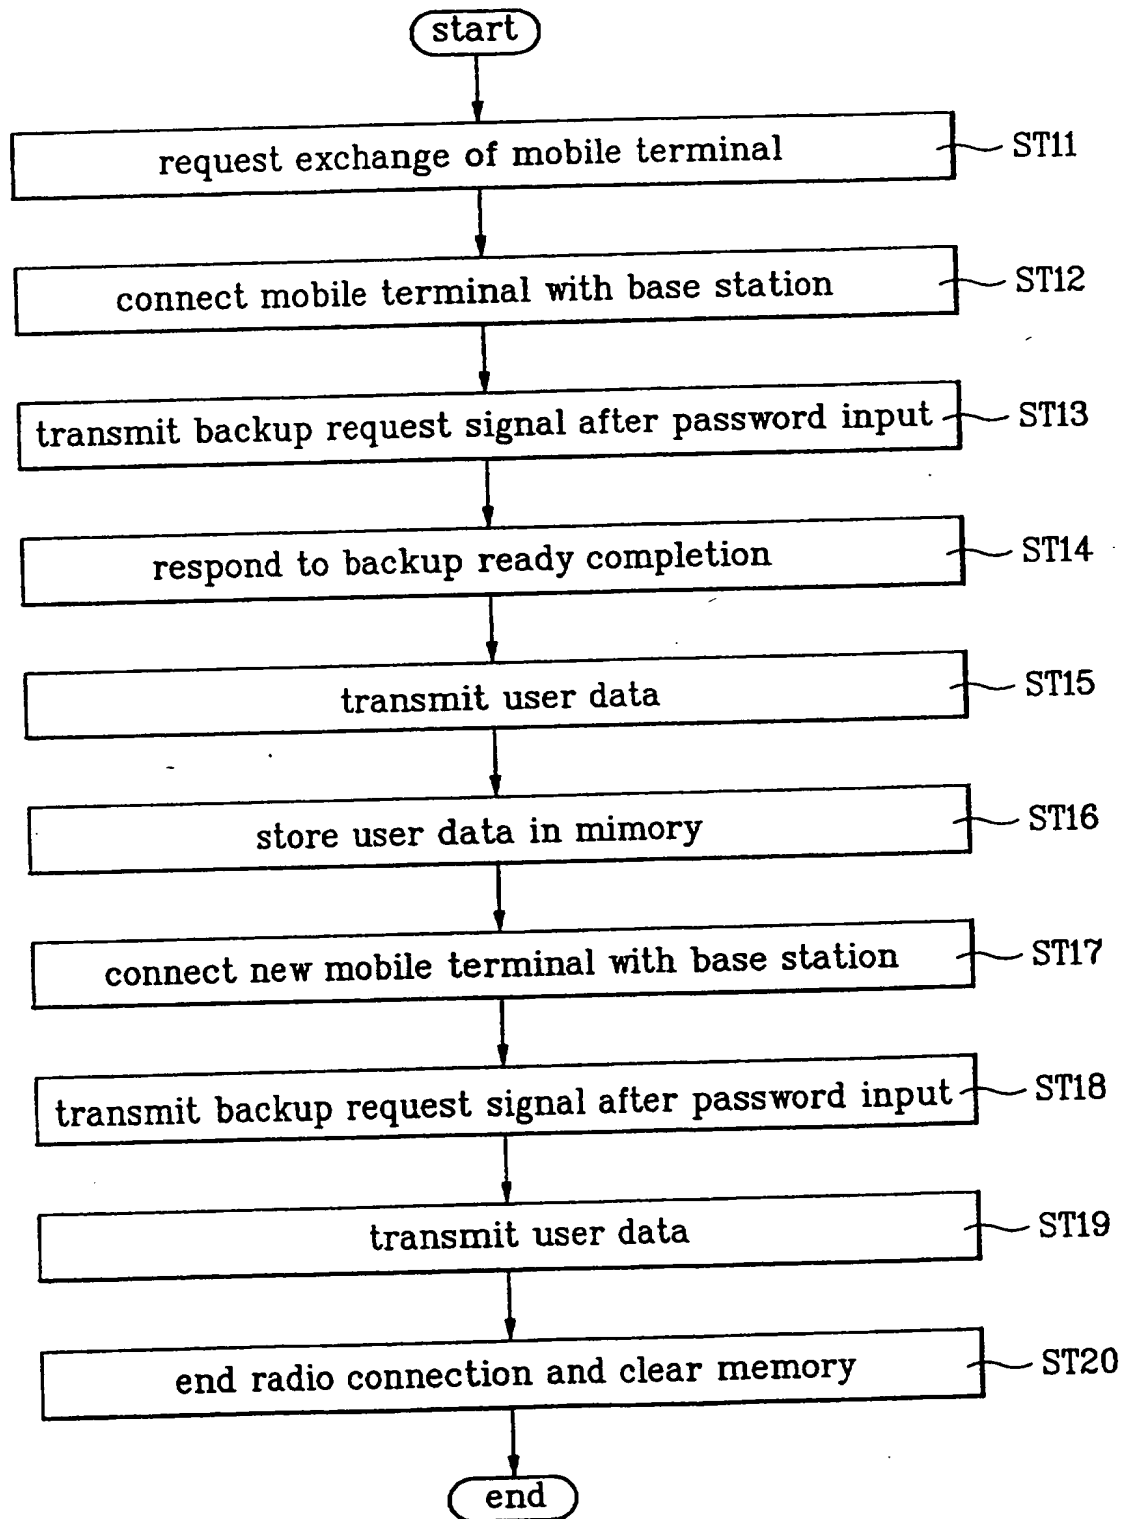 start
request exchange of mobile terminal
ST11
connect mobile terminal with base station
ST12
transmit backup request signal after password input
ST13
respond to backup ready completion
ST14
transmit user data
ST15
store user data in mimory
ST16
connect new mobile terminal with base station
ST17
transmit backup request signal after password input
ST18
transmit user data
ST19
end radio connection and clear memory
ST20
end